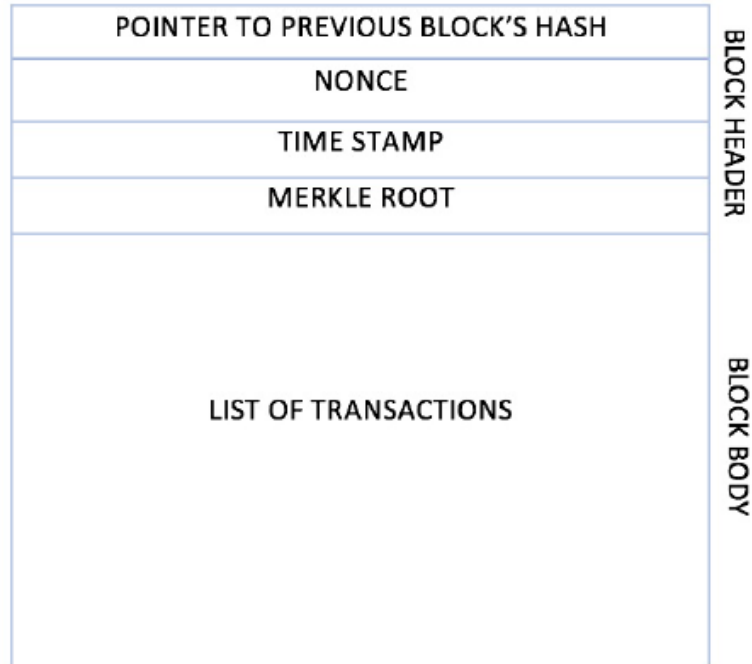 POINTER TO PREVIOUS BLOCK'S HASH
NONCE
TIME STAMP
MERKLE ROOT
BLOCK HEADER
LIST OF TRANSACTIONS
BLOCK BODY